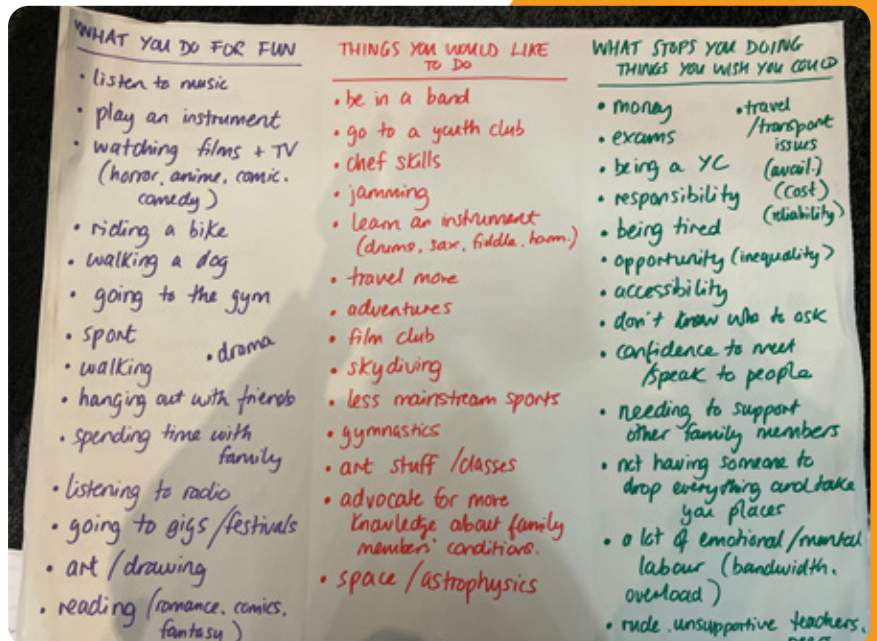 WHAT YOU DO FOR FUN
• listen to music
• play an instrument
• watching films + TV
(horror, anime, comic,
comedy)
• riding a bike
• walking a dog
• going to the gym
• sport
• drama
• walking
• hanging out with friends
• spending time with
family
• listening to radio
• going to gigs/festivals
• art / drawing
• reading (romance, comics,
fantasy)
THINGS YOU WOULD LIKE
TO DO
• be in a band
• go to a youth club
• chef skills
• jamming
• learn an instrument
(drums, sax, fiddle, harm.)
• travel more
• adventures
• film club
• skydiving
• less mainstream sports
• gymnastics
• art stuff /classes
• advocate for more
knowledge about family
members' conditions.
• space / astrophysics
WHAT STOPS YOU DOING
THINGS YOU WISH YOU COULD
• money
• exams
• being a YC
• responsibility
• being tired
• travel
/transport
issues
(avail.)
(cost)
(reliability)
• opportunity (inequality)
• accessibility
• don't know who to ask
• confidence to meet
/speak to people
• needing to support
other family members
• not having someone to
drop everything and take
you places
• a lot of emotional/mental
labour (bandwidth,
overload)
• rude, unsupportive teachers,